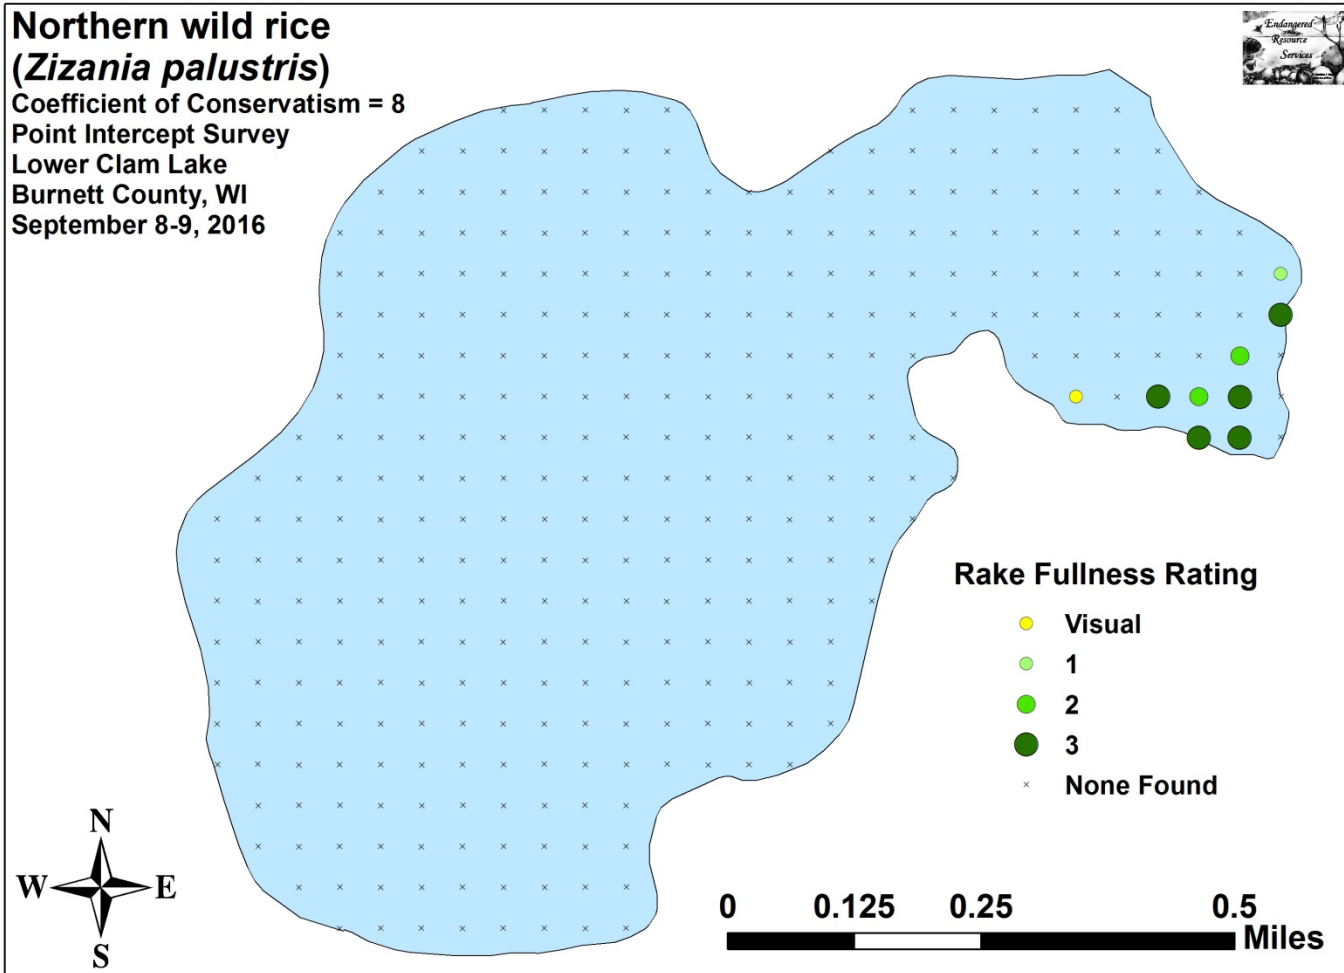 Northern wild rice
(Zizania palustris)
Coefficient of Conservatism = 8
Point Intercept Survey
Lower Clam Lake
Burnett County, WI
September 8-9, 2016
Endangered
Resource
Services
Rake Fullness Rating
Visual
1
2
3
None Found
N
W E
S
0 0.125 0.25 0.5
Miles